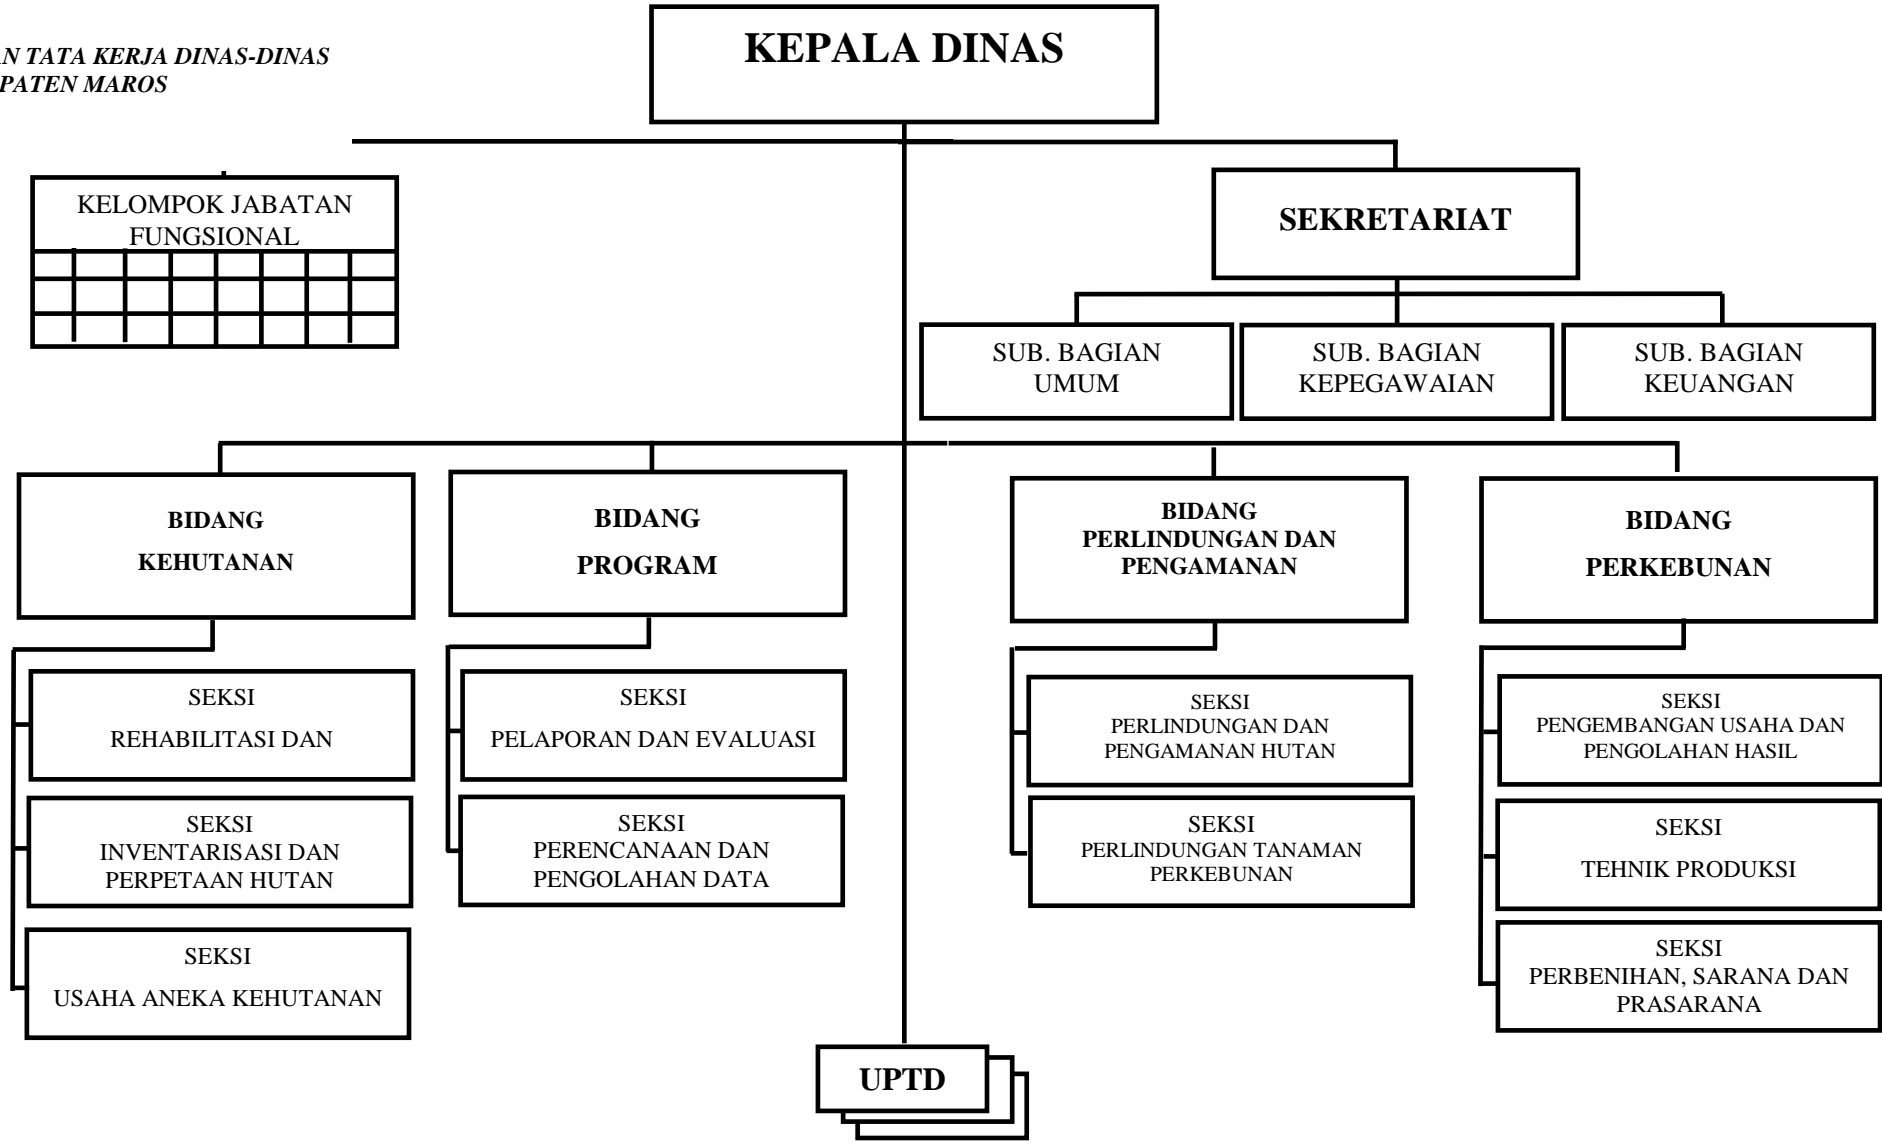 AN TATA KERJA DINAS-DINAS
PATEN MAROS
KEPALA DINAS
KELOMPOK JABATAN
FUNGSIONAL
SEKRETARIAT
SUB. BAGIAN
UMUM
SUB. BAGIAN
KEPEGAWAIAN
SUB. BAGIAN
KEUANGAN
BIDANG
KEHUTANAN
BIDANG
PROGRAM
BIDANG
PERLINDUNGAN DAN
PENGAMANAN
BIDANG
PERKEBUNAN
SEKSI
REHABILITASI DAN
SEKSI
INVENTARISASI DAN
PERPETAAN HUTAN
SEKSI
USAHA ANEKA KEHUTANAN
SEKSI
PELAPORAN DAN EVALUASI
SEKSI
PERENCANAAN DAN
PENGOLAHAN DATA
SEKSI
PERLINDUNGAN DAN
PENGAMANAN HUTAN
SEKSI
PERLINDUNGAN TANAMAN
PERKEBUNAN
SEKSI
PENGEMBANGAN USAHA DAN
PENGOLAHAN HASIL
SEKSI
TEHNIK PRODUKSI
SEKSI
PERBENIHAN, SARANA DAN
PRASARANA
UPTD